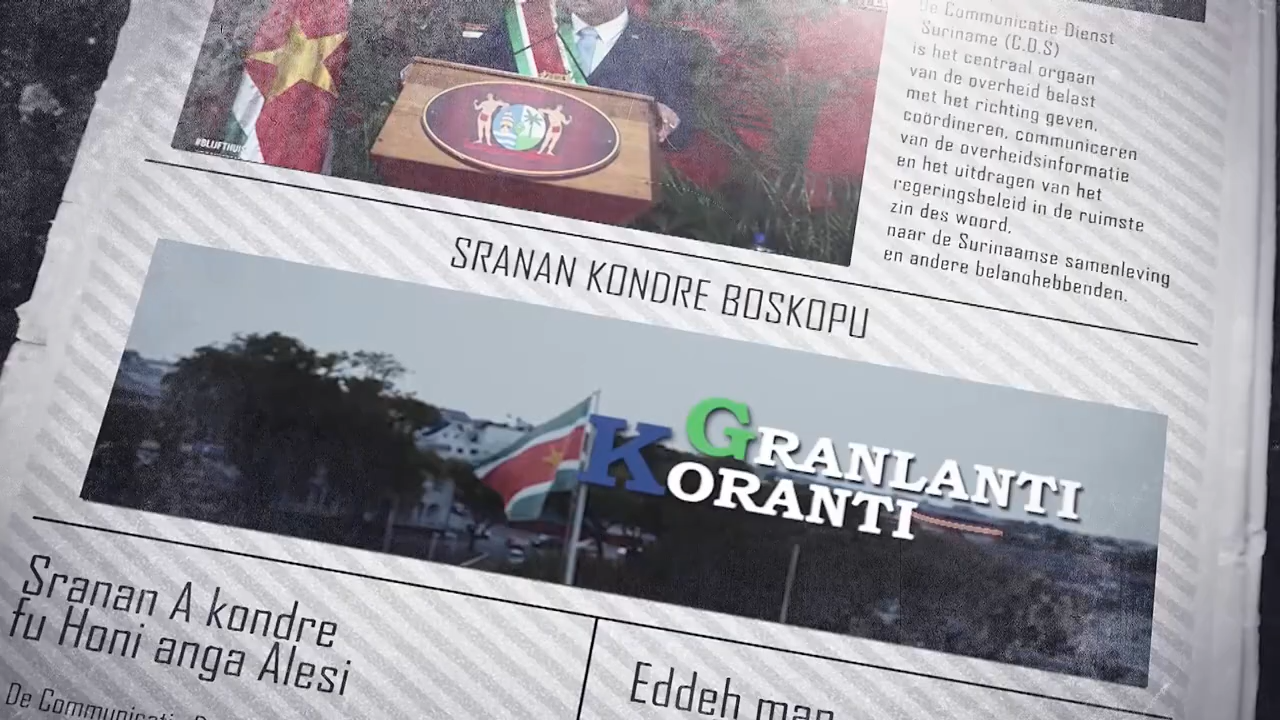 De Communicatie Dienst
Suriname (C.D.S)
is het centraal orgaan
van de overheid belast
met het richting geven,
coördineren, communiceren
van de overheidsinformatie
en het uitdragen van het
regeringsbeleid in de ruimste
zin des woord,
naar de Surinaamse samenleving
en andere belanghebbenden.
SRANAN KONDRE BOSKOPU
GRANLANTI
KORANTI
Sranan A kondre
fu Honi anga Alesi
De
Eddeh man